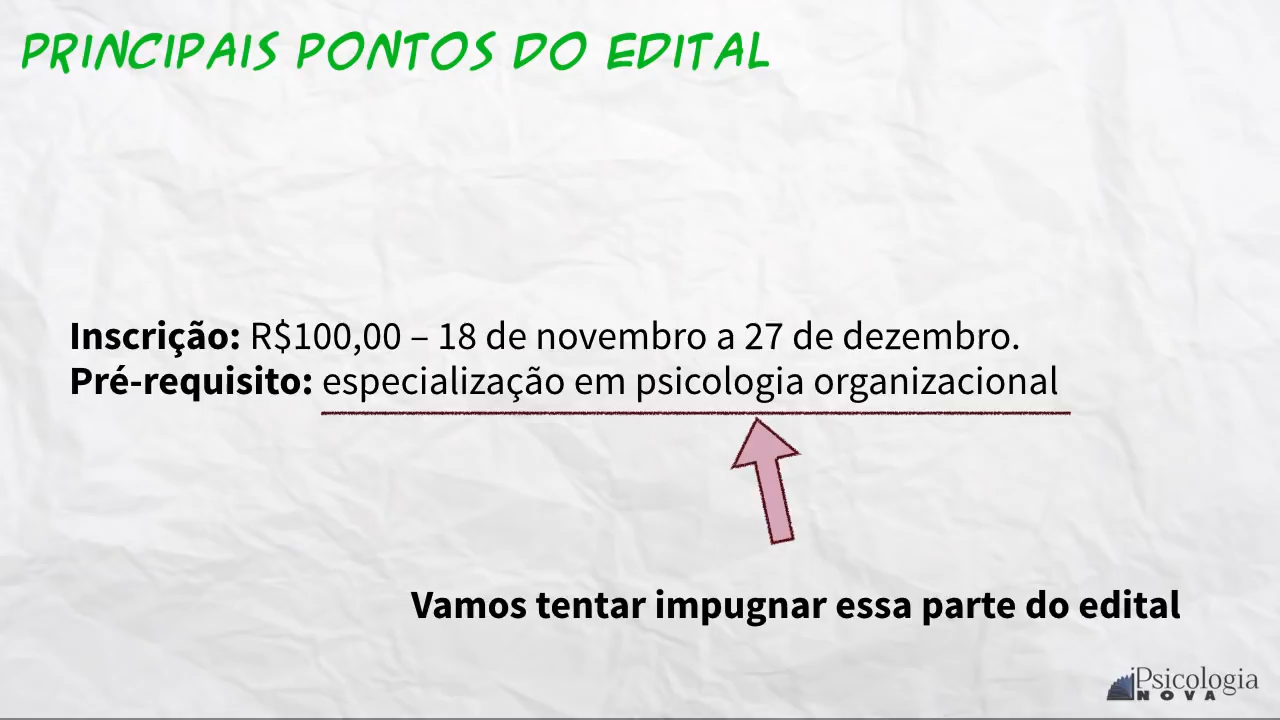 PRINCIPAIS PONTOS DO EDITAL
Inscrição: R$100,00 – 18 de novembro a 27 de dezembro.
Pré-requisito: especialização em psicologia organizacional
Vamos tentar impugnar essa parte do edital
Psicologia
NOVA